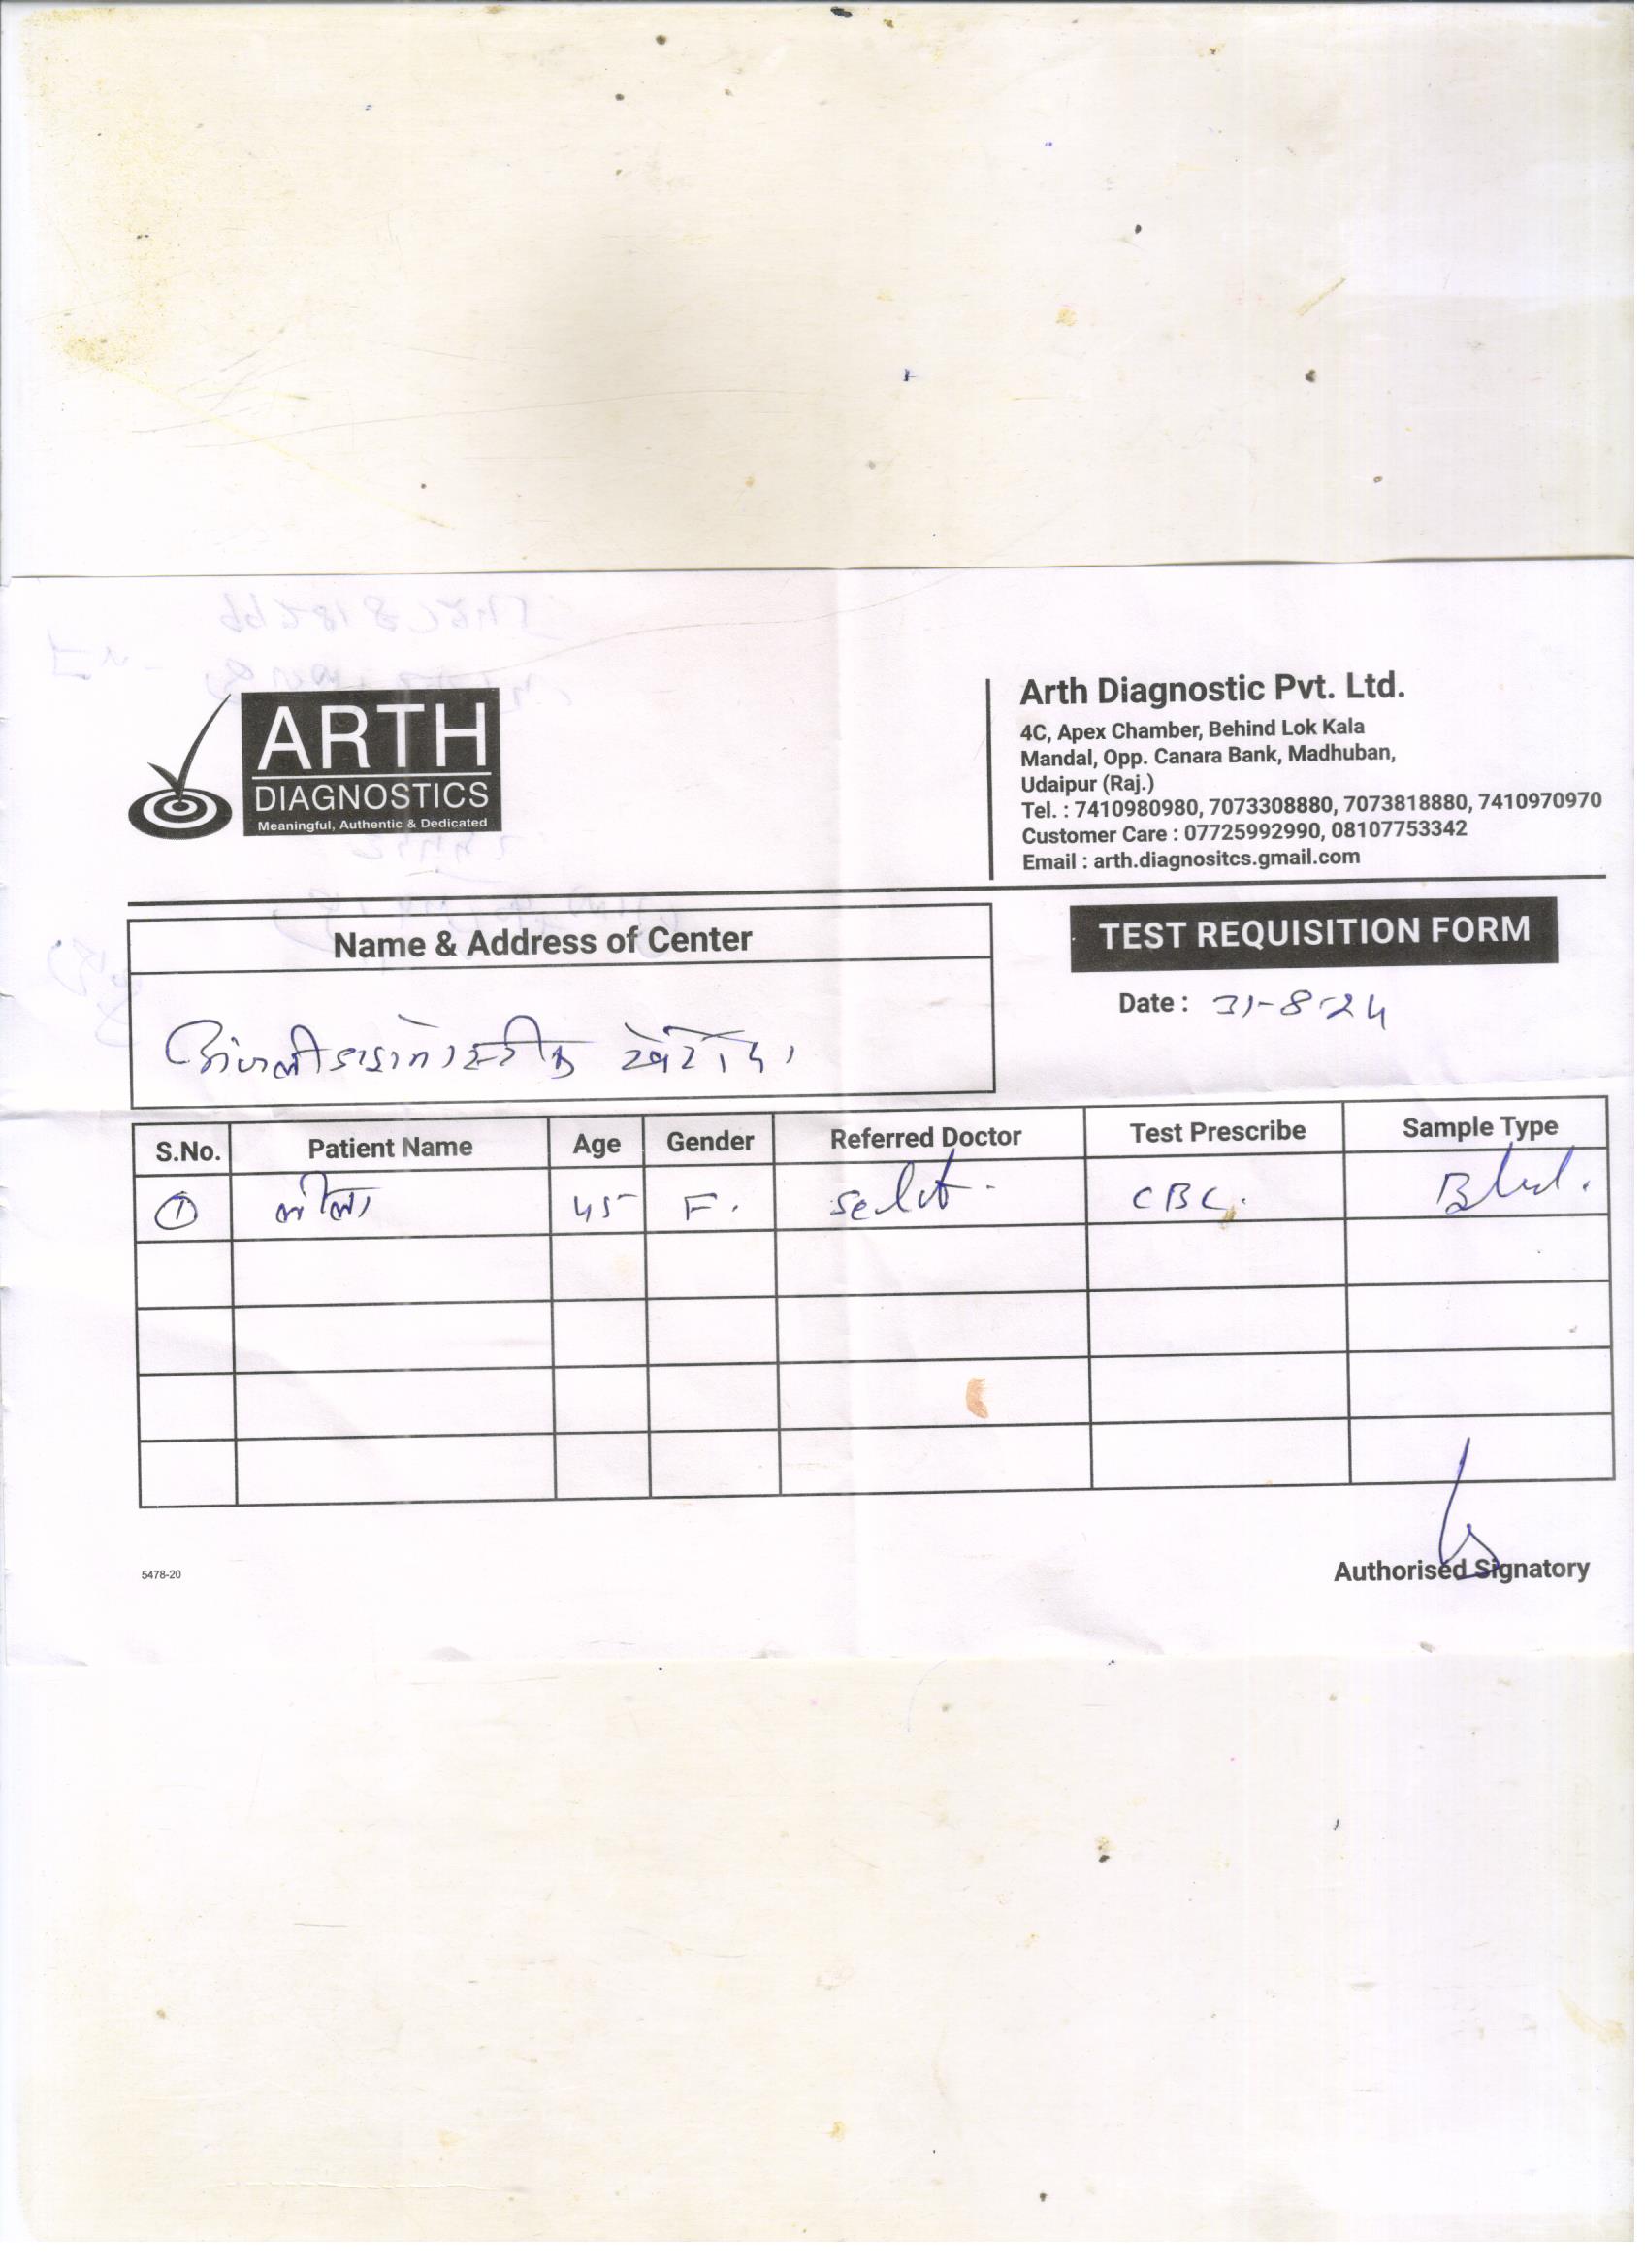 ARTH
DIAGNOSTICS
Meaningful, Authentic & Dedicated
Arth Diagnostic Pvt. Ltd.
4C, Apex Chamber, Behind Lok Kala
Mandal, Opp. Canara Bank, Madhuban,
Udaipur (Raj.)
Tel. : 7410980980, 7073308880, 7073818880, 7410970970
Customer Care : 07725992990, 08107753342
Email : arth.diagnositcs.gmail.com
Name & Address of Center
TEST REQUISITION FORM
Date : 31-8-24
S.No. Patient Name Age Gender Referred Doctor Test Prescribe Sample Type
1 लीला 45 F. CBC.
5478-20
Authorised Signatory